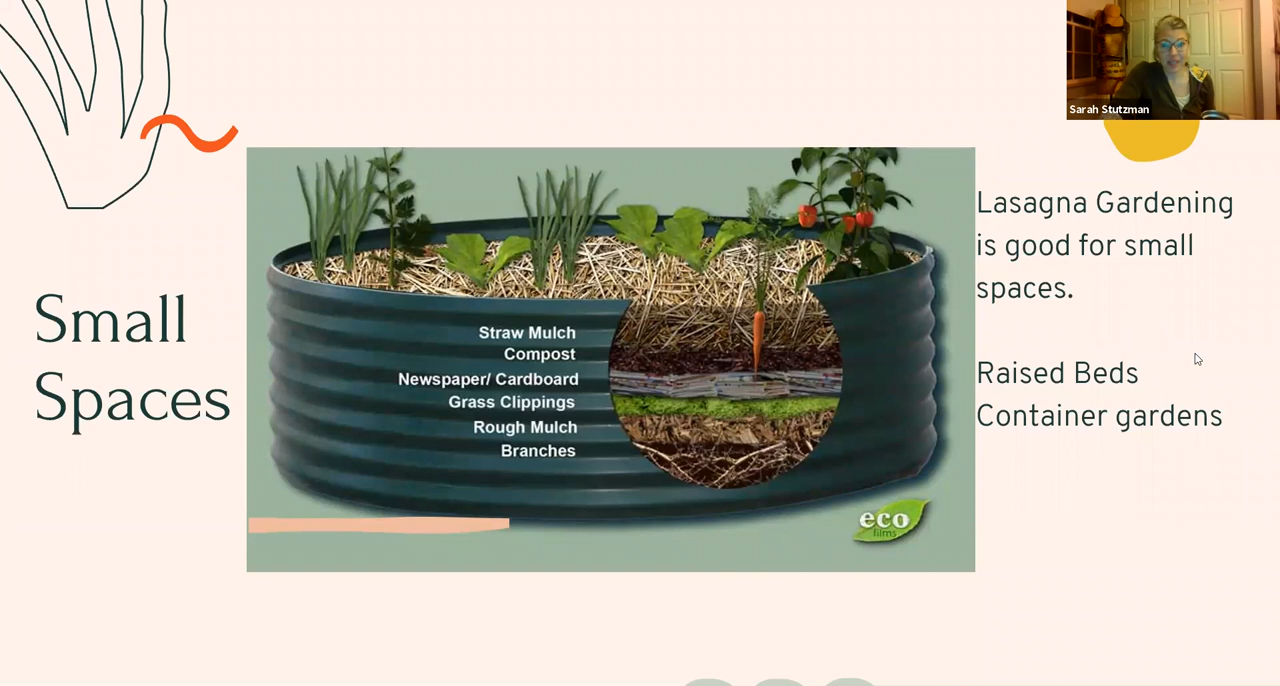 Sarah Stutzman
Small
Spaces
Straw Mulch
Compost
Newspaper/ Cardboard
Grass Clippings
Rough Mulch
Branches
eco
films
Lasagna Gardening
is good for small
spaces.
Raised Beds
Container gardens